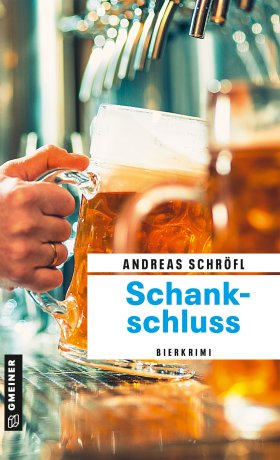 ANDREAS SCHRÖFL
Schank-
schluss
BIERKRIMI
GMEINER